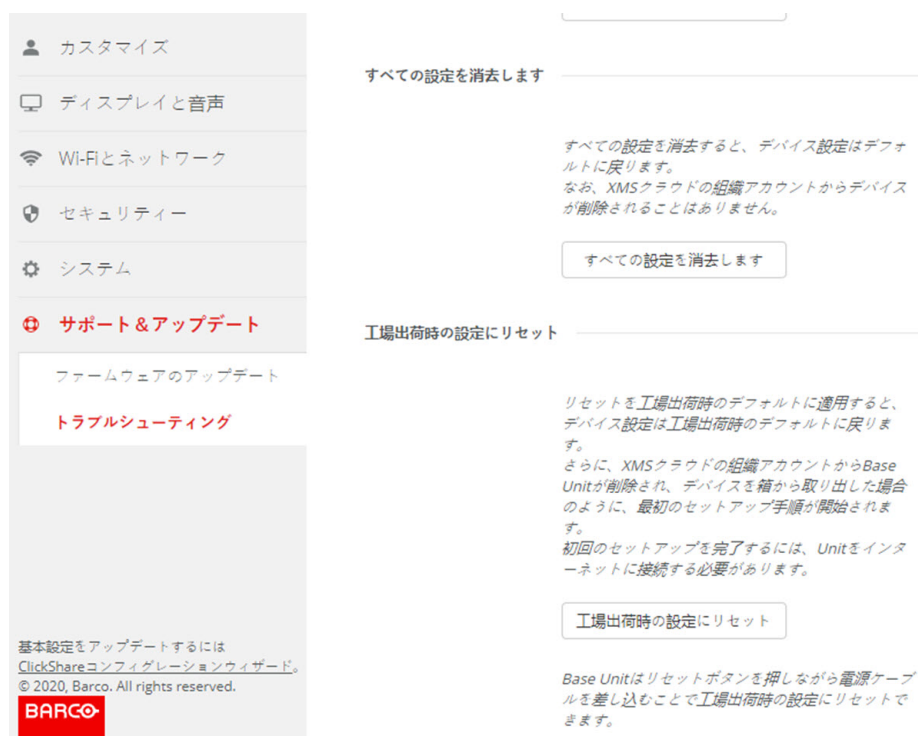 カスタマイズ
ディスプレイと音声
Wi-Fiとネットワーク
セキュリティー
システム
サポート＆アップデート
ファームウェアのアップデート
トラブルシューティング
基本設定をアップデートするには
ClickShareコンフィグレーションウィザード。
© 2020, Barco. All rights reserved.
BARCO
すべての設定を消去します
すべての設定を消去すると、デバイス設定はデフォ
ルトに戻ります。
なお、XMSクラウドの組織アカウントからデバイス
が削除されることはありません。
すべての設定を消去します
工場出荷時の設定にリセット
リセットを工場出荷時のデフォルトに適用すると、
デバイス設定は工場出荷時のデフォルトに戻りま
す。
さらに、XMSクラウドの組織アカウントからBase
Unitが削除され、デバイスを箱から取り出した場合
のように、最初のセットアップ手順が開始されま
す。
初回のセットアップを完了するには、Unitをインタ
ーネットに接続する必要があります。
工場出荷時の設定にリセット
Base Unitはリセットボタンを押しながら電源ケーブ
ルを差し込むことで工場出荷時の設定にリセットで
きます。